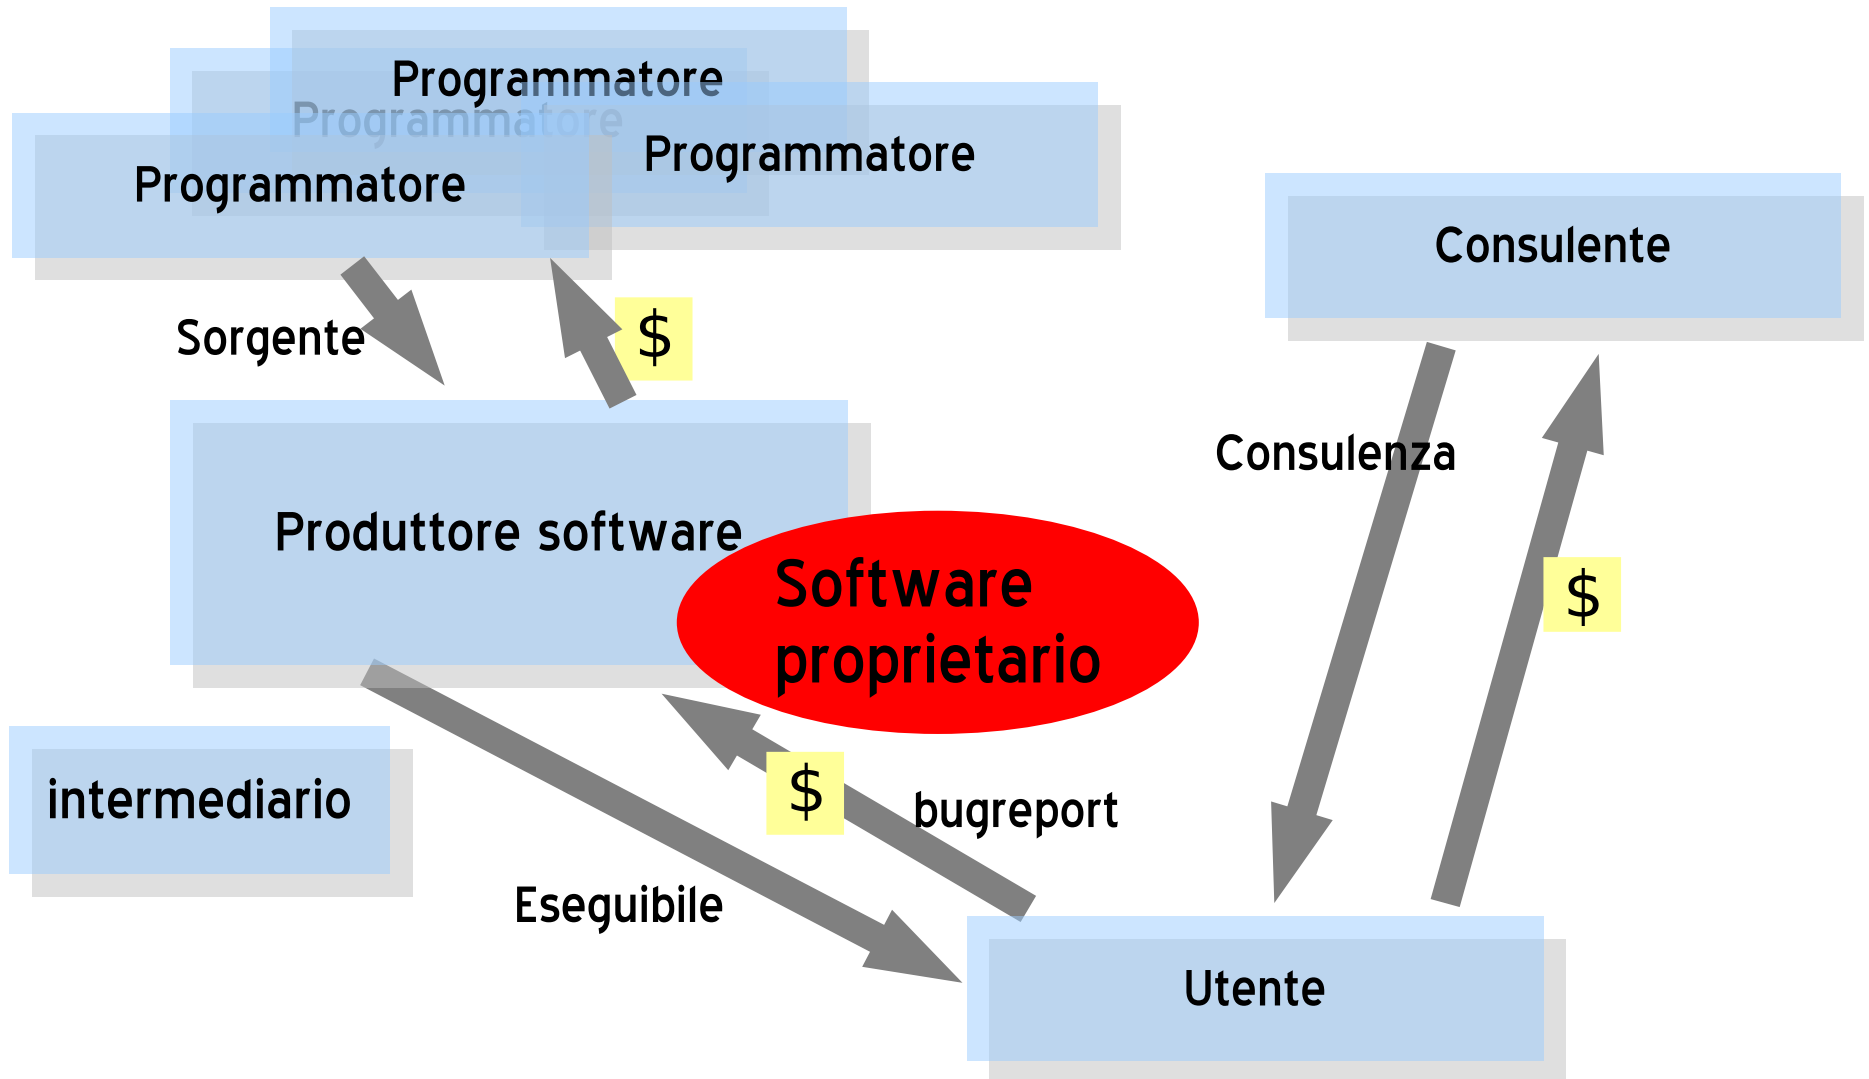 Programmatore
Programmatore
Programmatore
Programmatore
Consulente
Sorgente
$
Consulenza
Produttore software
Software
proprietario
$
intermediario
$
bugreport
Eseguibile
Utente